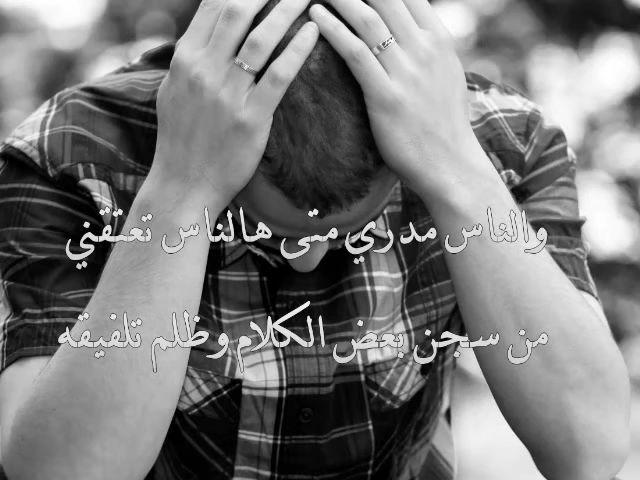 والناس مدري متى هالناس تعتقني
من سجن بعض الكلام وظلم تلفيقه